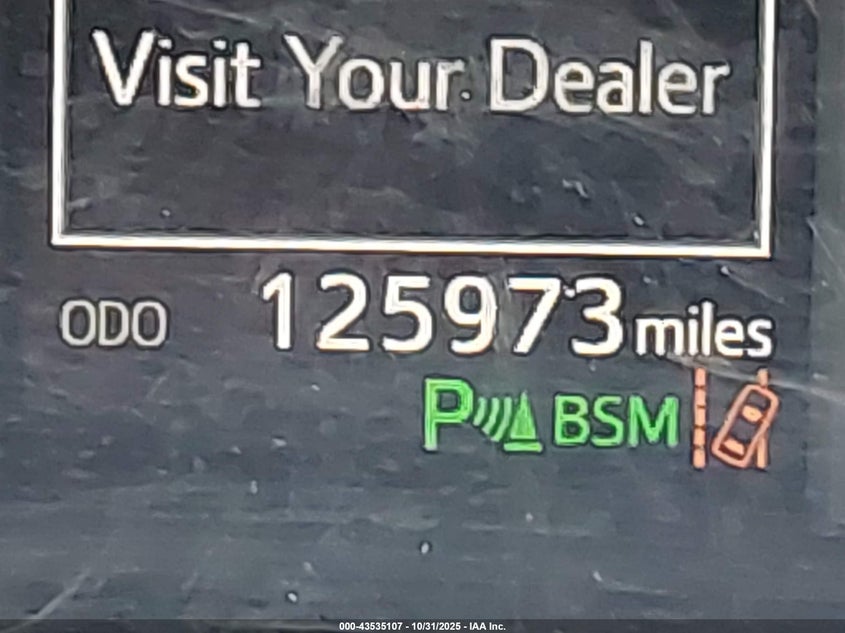 Visit Your Dealer
ODO 125973 miles
P BSM
000-43535107 - 10/31/2025 - IAA Inc.